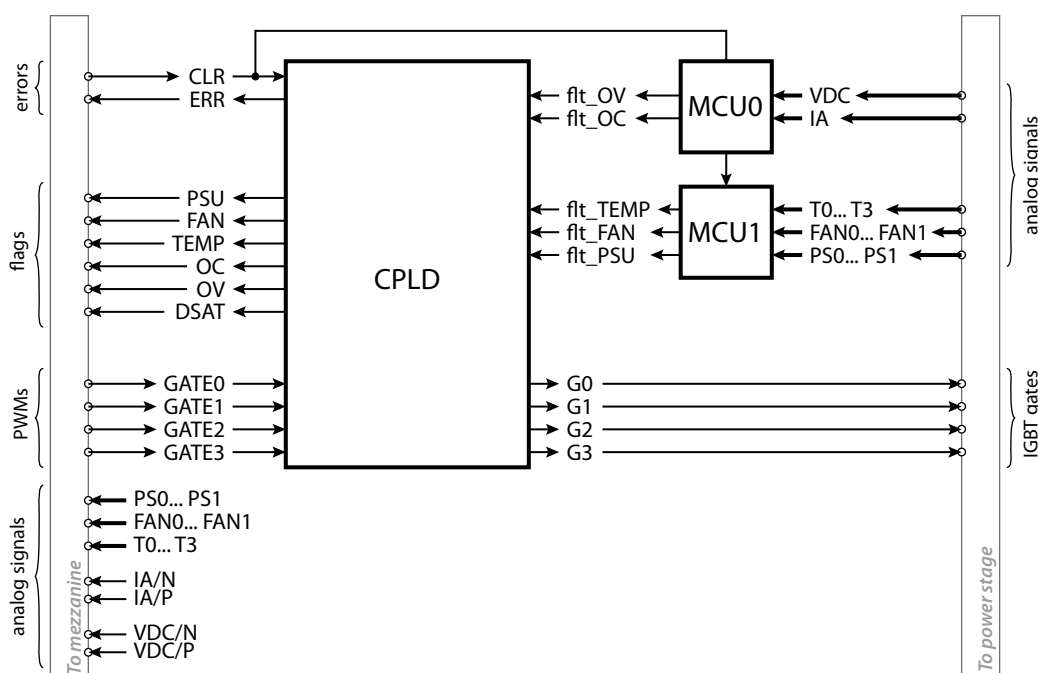 errors
CLR
ERR
flags
PSU
FAN
TEMP
OC
OV
DSAT
PWMs
GATE0
GATE1
GATE2
GATE3
analog signals
PS0... PS1
FAN0... FAN1
T0... T3
IA/N
IA/P
VDC/N
VDC/P
To mezzanine
CPLD
flt_OV
flt_OC
flt_TEMP
flt_FAN
flt_PSU
MCU0
MCU1
VDC
IA
T0... T3
FAN0... FAN1
PS0... PS1
analog signals
G0
G1
G2
G3
IGBT gates
To power stage